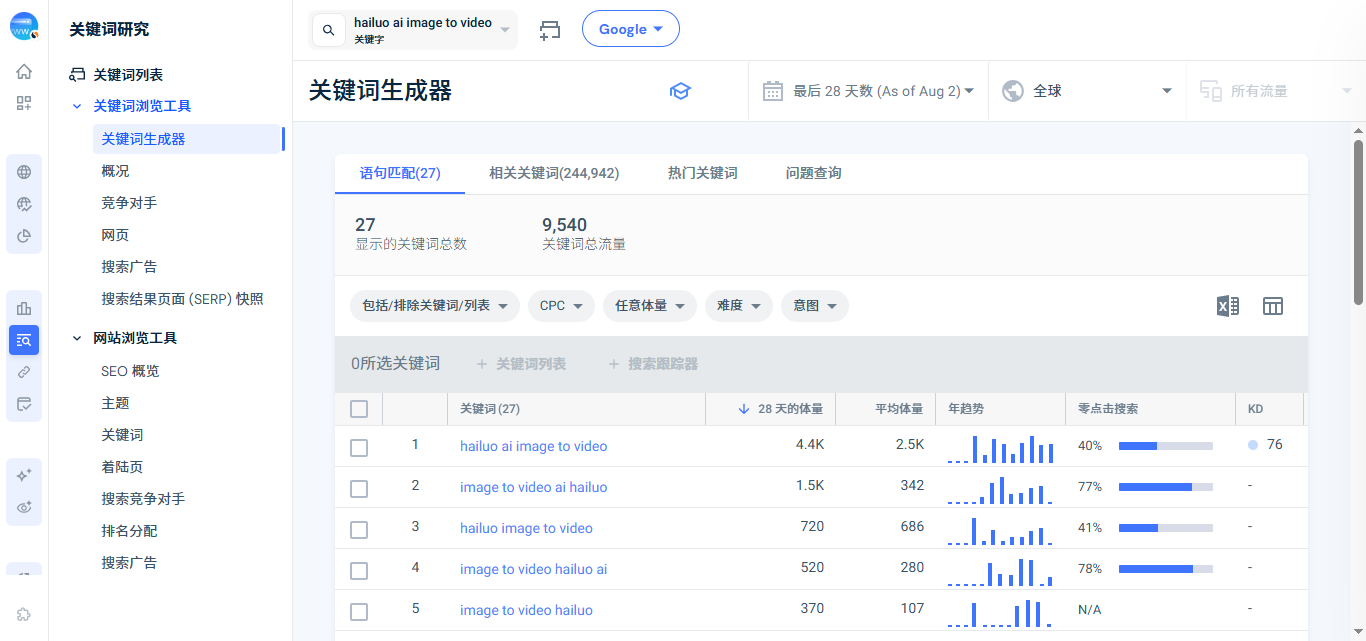 关键词研究
关键词列表
关键词浏览工具
关键词生成器
概况
竞争对手
网页
搜索广告
搜索结果页面 (SERP) 快照
网站浏览工具
SEO 概览
主题
关键词
着陆页
搜索竞争对手
排名分配
搜索广告
hailuo ai image to video
关键字
Google
关键词生成器
最后 28 天数 (As of Aug 2)
全球
所有流量
语句匹配(27) 相关关键词(244,942) 热门关键词 问题查询
27 9,540
显示的关键词总数 关键词总流量
包括/排除关键词/列表 CPC 任意体量 难度 意图
0所选关键词 + 关键词列表 + 搜索跟踪器
关键词 (27) 28 天的体量 平均体量 年趋势 零点击搜索 KD
1 hailuo ai image to video 4.4K 2.5K 40% 76
2 image to video ai hailuo 1.5K 342 77% -
3 hailuo image to video 720 686 41% -
4 image to video hailuo ai 520 280 78% -
5 image to video hailuo 370 107 N/A -